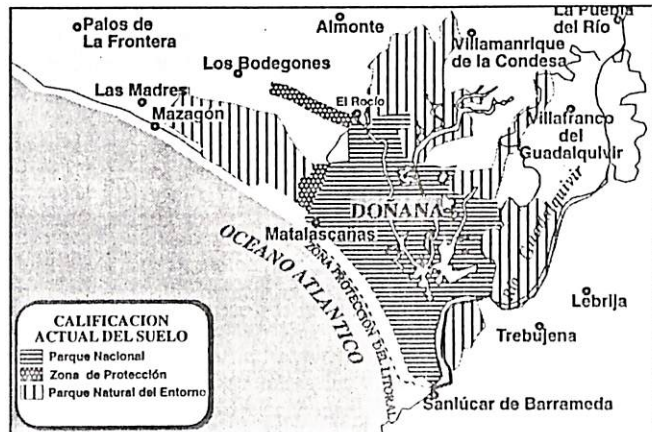 Palos de
La Frontera
Almonte
La Puebla
del Río
Villamanrique
de la Condesa
Los Bodegones
Las Madres
Mazagón
El Rocío
Villafranco
del
Guadalquivir
DOÑANA
Matalascañas
OCEANO ATLANTICO
ZONA PROTECCIÓN DEL LITORAL
Río Guadalquivir
Lebrija
Trebujena
Sanlúcar de Barrameda
CALIFICACION
ACTUAL DEL SUELO
Parque Nacional
Zona de Protección
Parque Natural del Entorno